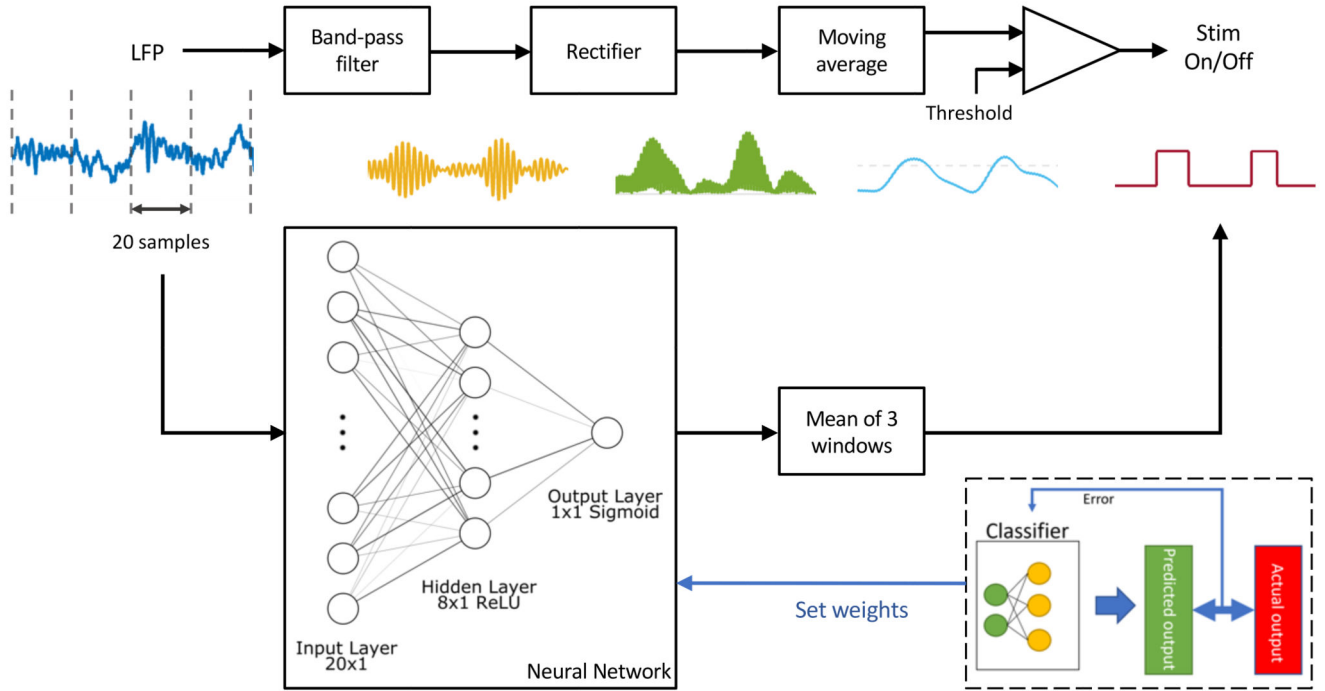 LFP
Band-pass
filter
Rectifier
Moving
average
Stim
On/Off
Threshold
20 samples
Output Layer
1x1 Sigmoid
Hidden Layer
8x1 ReLU
Input Layer
20x1
Neural Network
Mean of 3
windows
Set weights
Error
Classifier
Predicted output
Actual output